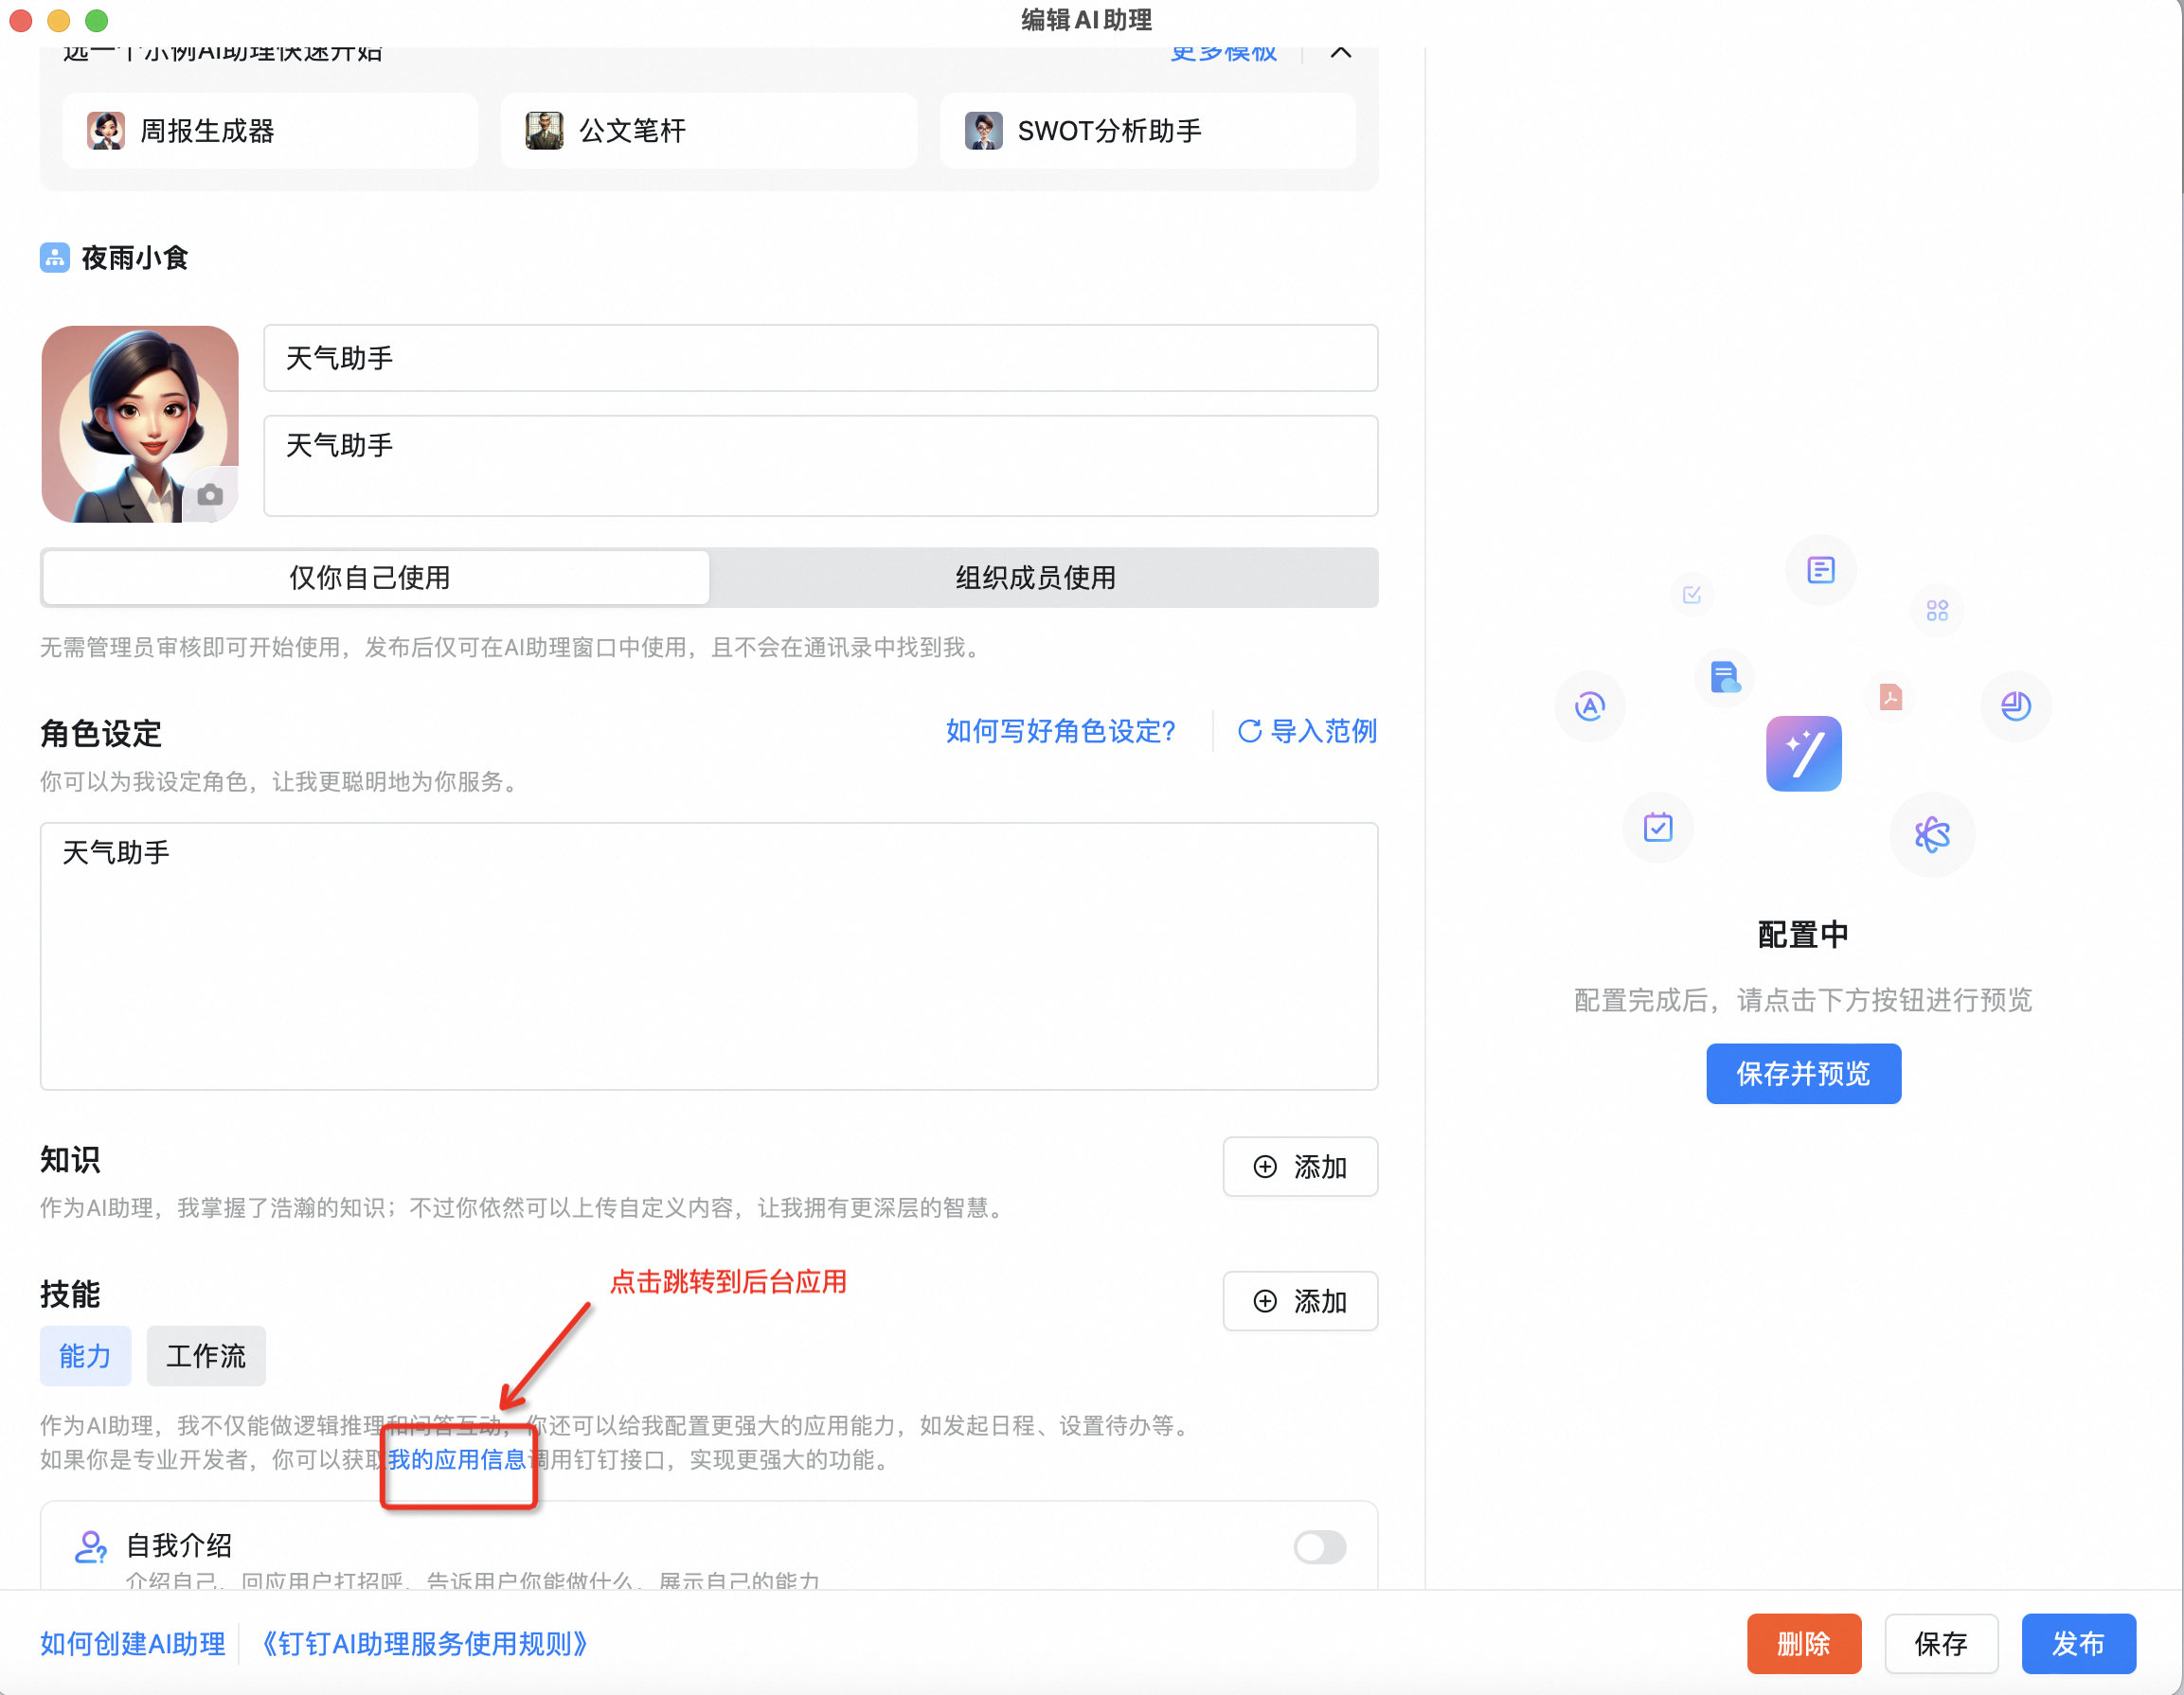 编辑AI助理
选一个示例AI助理快速开始
更多模板
周报生成器
公文笔杆
SWOT分析助手
夜雨小食
天气助手
天气助手
仅你自己使用
组织成员使用
无需管理员审核即可开始使用，发布后仅可在AI助理窗口中使用，且不会在通讯录中找到我。
角色设定
如何写好角色设定?
导入范例
你可以为我设定角色，让我更聪明地为你服务。
天气助手
知识
添加
作为AI助理，我掌握了浩瀚的知识；不过你依然可以上传自定义内容，让我拥有更深层的智慧。
技能
点击跳转到后台应用
添加
能力
工作流
作为AI助理，我不仅能做逻辑推理和问答互动，你还可以给我配置更强大的应用能力，如发起日程、设置待办等。
如果你是专业开发者，你可以获取我的应用信息调用钉钉接口，实现更强大的功能。
自我介绍
介绍自己，回应用户打招呼，告诉用户你能做什么，展示自己的能力
配置中
配置完成后，请点击下方按钮进行预览
保存并预览
如何创建AI助理
《钉钉AI助理服务使用规则》
删除
保存
发布